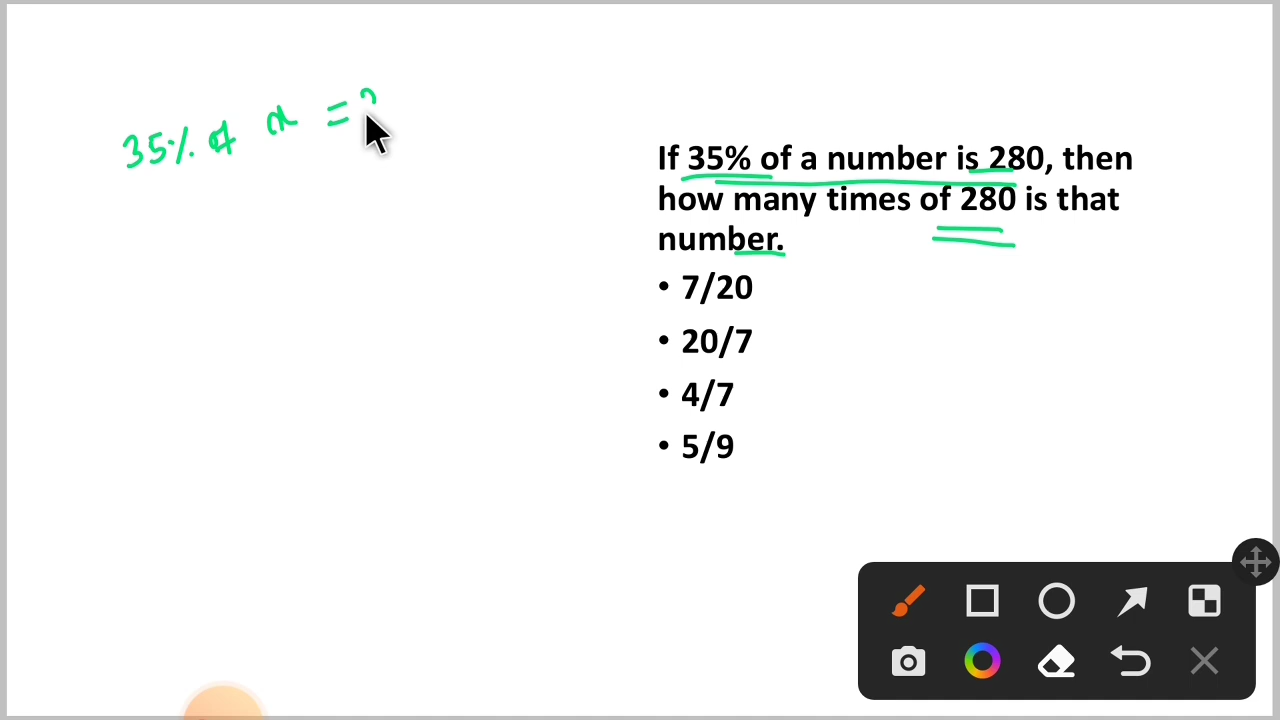 35% of x =
If 35% of a number is 280, then
how many times of 280 is that
number.
• 7/20
• 20/7
• 4/7
• 5/9